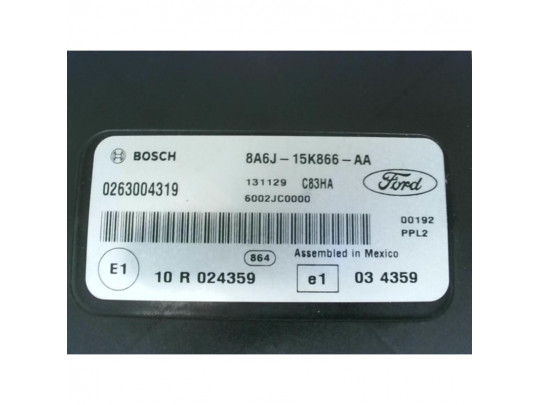 BOSCH 8A6J-15K866-AA
0263004319 131129 C83HA Ford
6002JC0000
00192
PPL2
864 Assembled in Mexico
E1 10 R 024359 e1 03 4359